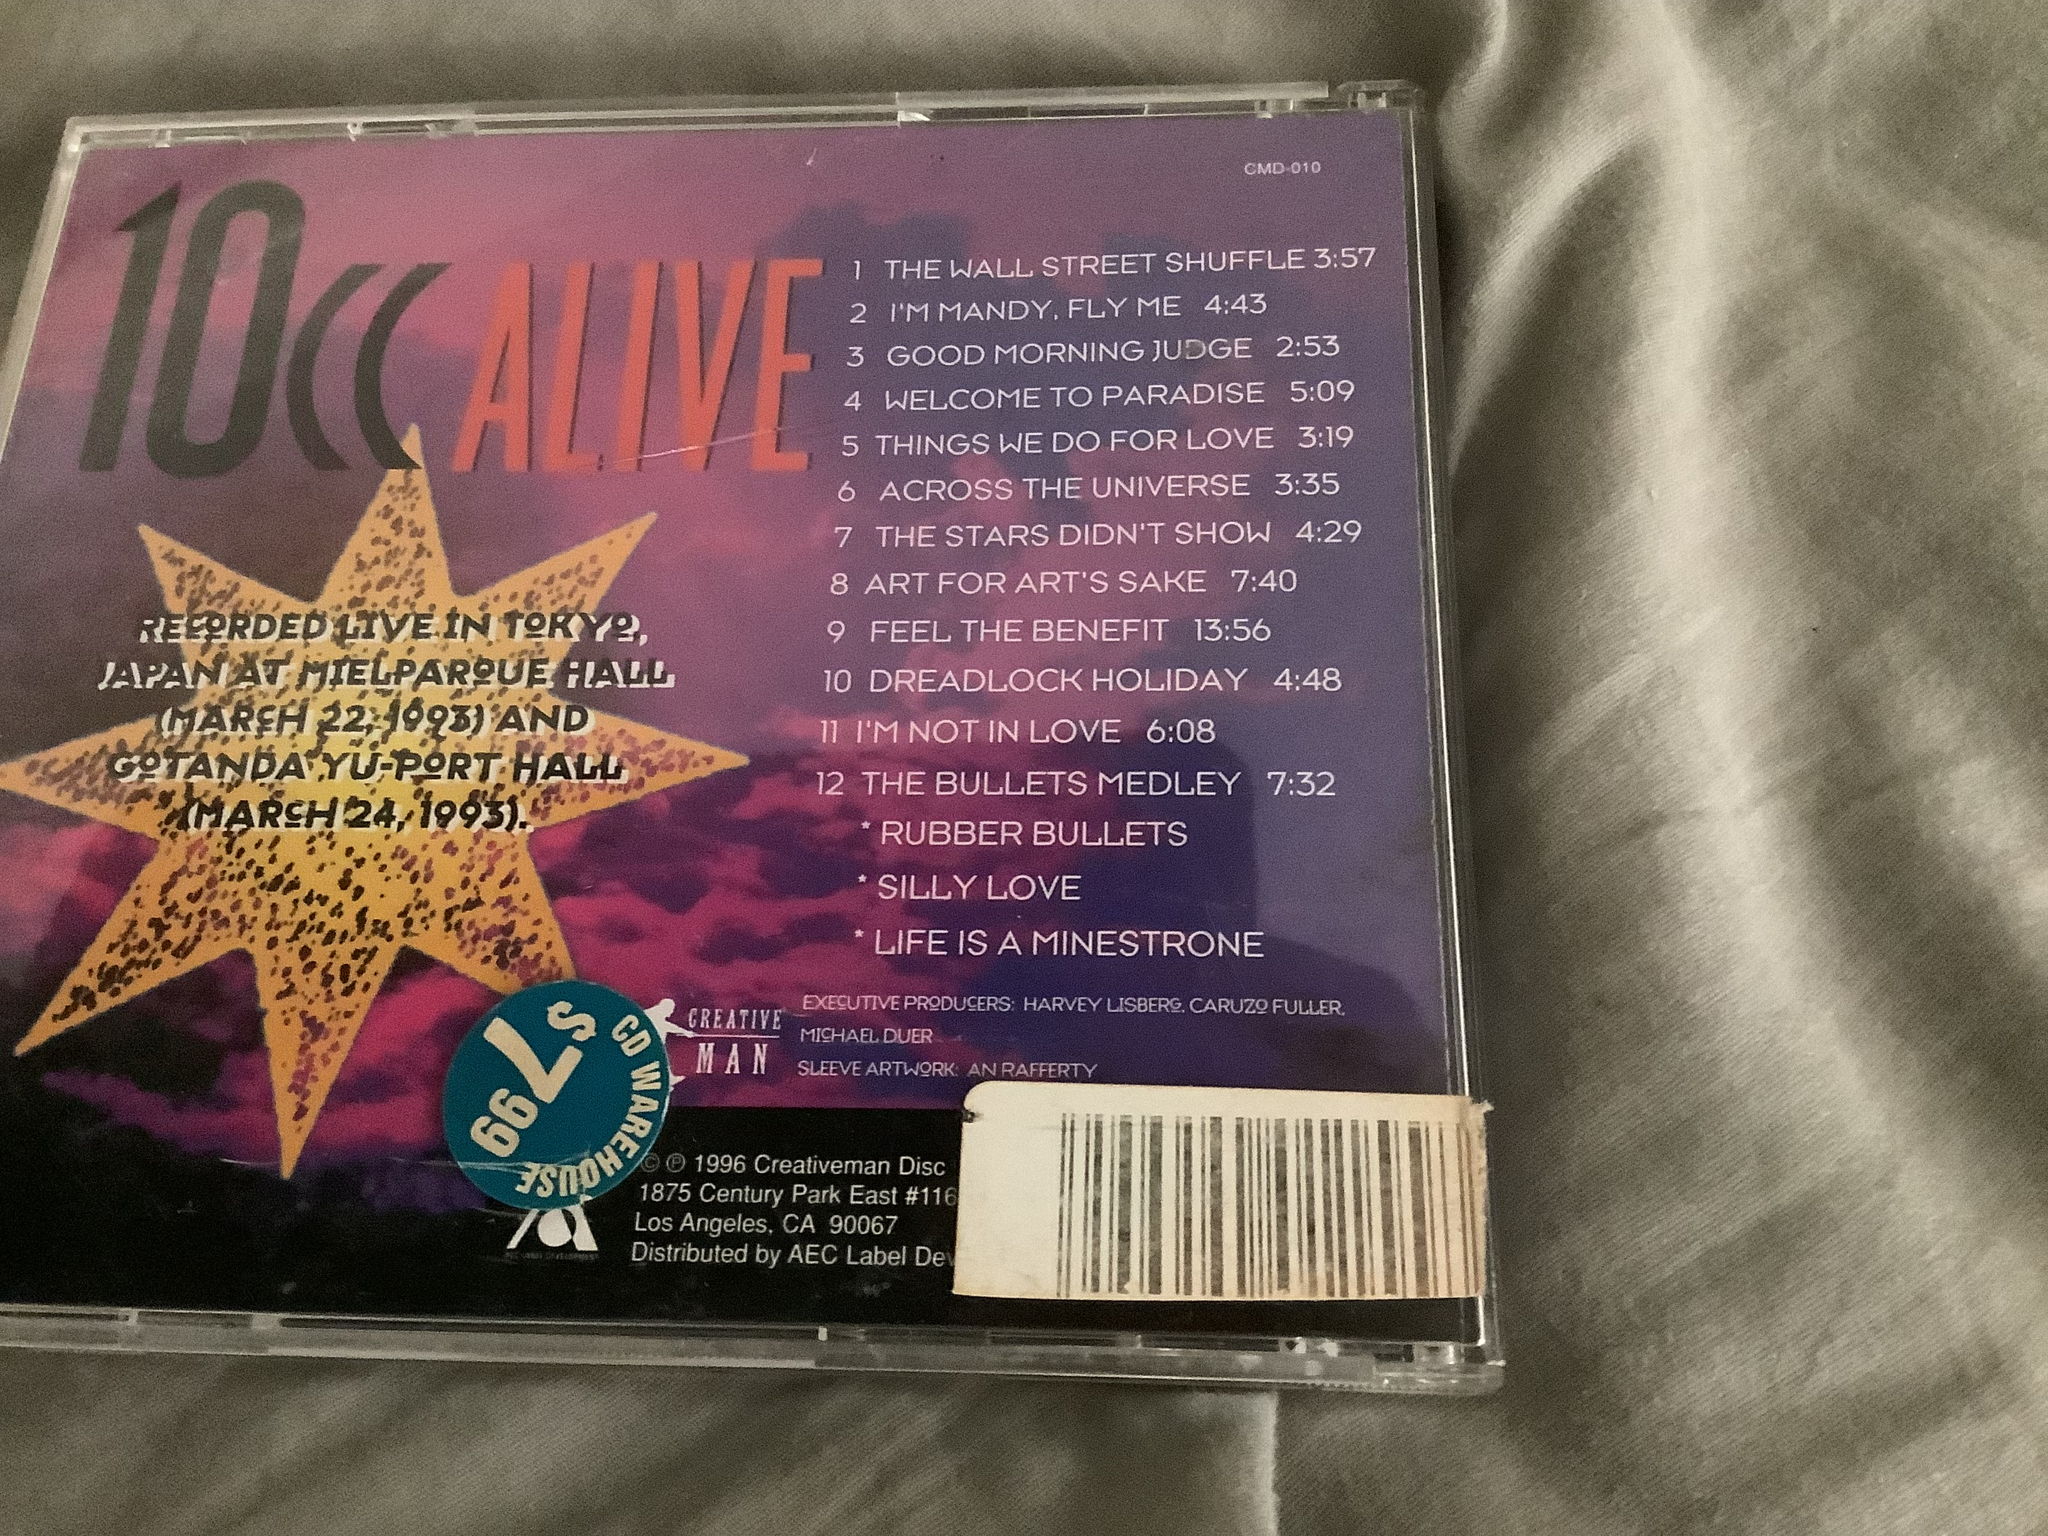 CMD-010
10cc ALIVE
1 THE WALL STREET SHUFFLE 3:57
2 I'M MANDY, FLY ME 4:43
3 GOOD MORNING JUDGE 2:53
4 WELCOME TO PARADISE 5:09
5 THINGS WE DO FOR LOVE 3:19
6 ACROSS THE UNIVERSE 3:35
7 THE STARS DIDN'T SHOW 4:29
8 ART FOR ART'S SAKE 7:40
9 FEEL THE BENEFIT 13:56
10 DREADLOCK HOLIDAY 4:48
11 I'M NOT IN LOVE 6:08
12 THE BULLETS MEDLEY 7:32
* RUBBER BULLETS
* SILLY LOVE
* LIFE IS A MINESTRONE
RECORDED LIVE IN TOKYO,
JAPAN AT MIELPARQUE HALL
(MARCH 22, 1993) AND
GOTANDA YU-PORT HALL
(MARCH 24, 1993).
CREATIVE
MAN
EXECUTIVE PRODUCERS: HARVEY LISBERG, CARUZO FULLER,
MICHAEL DUER
SLEEVE ARTWORK: AN RAFFERTY
$7.99
CD WAREHOUSE
© ℗ 1996 Creativeman Disc
1875 Century Park East #116
Los Angeles, CA 90067
Distributed by AEC Label Dev